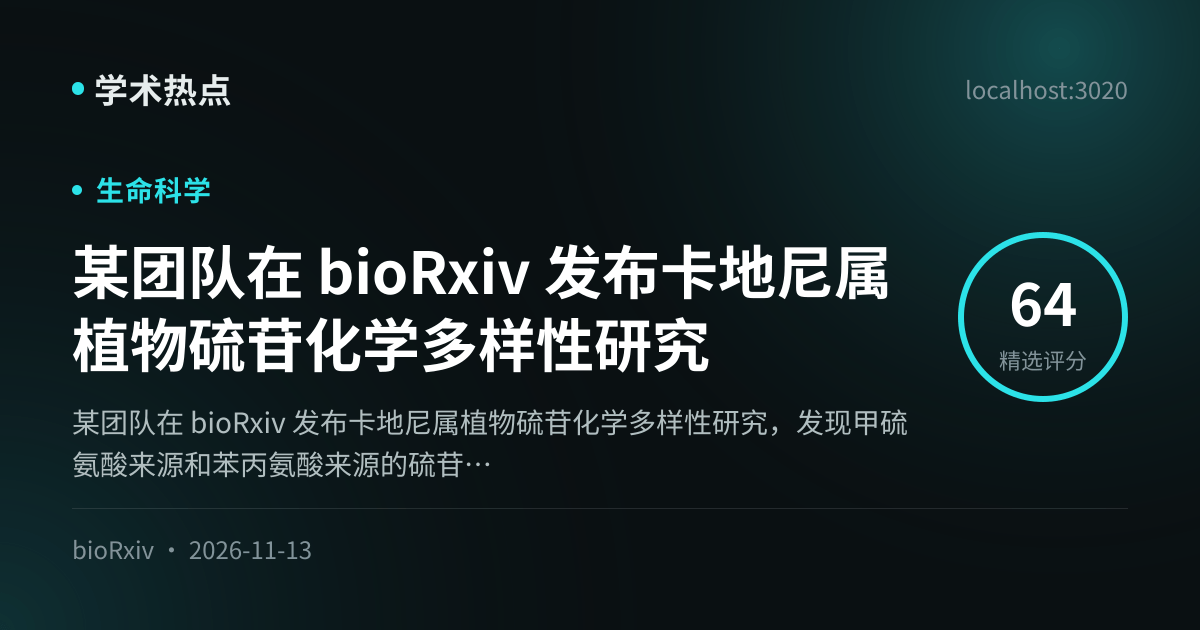 学术热点
localhost:3020
生命科学
某团队在 bioRxiv 发布卡地尼属
植物硫苷化学多样性研究
64
精选评分
某团队在 bioRxiv 发布卡地尼属植物硫苷化学多样性研究，发现甲硫
氨酸来源和苯丙氨酸来源的硫苷…
bioRxiv • 2026-11-13